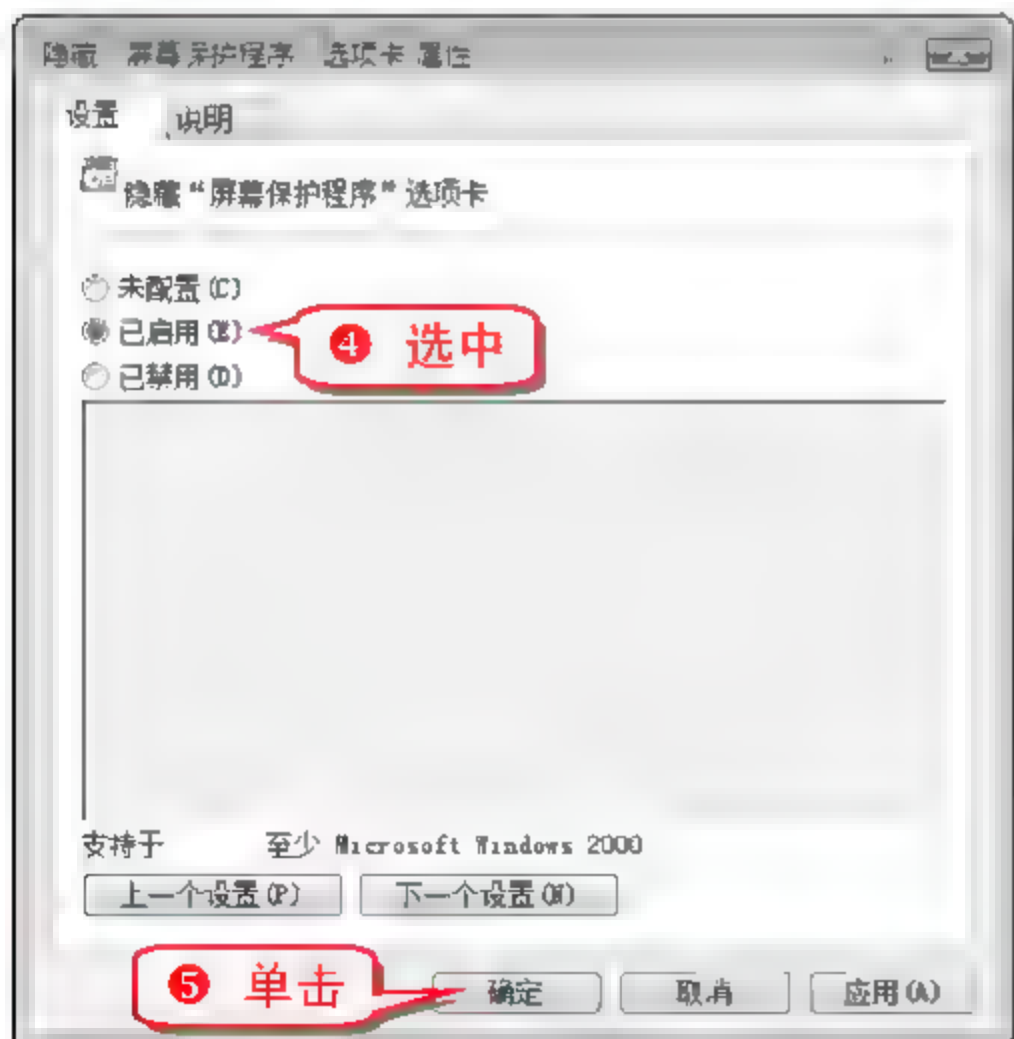 隐藏 屏幕保护程序 选项卡 属性
设置 说明
隐藏“屏幕保护程序”选项卡
未配置(C)
已启用(E)
❹ 选中
已禁用(D)
支持于 至少 Microsoft Windows 2000
上一个设置(P) 下一个设置(N)
❺ 单击 确定 取消 应用(A)